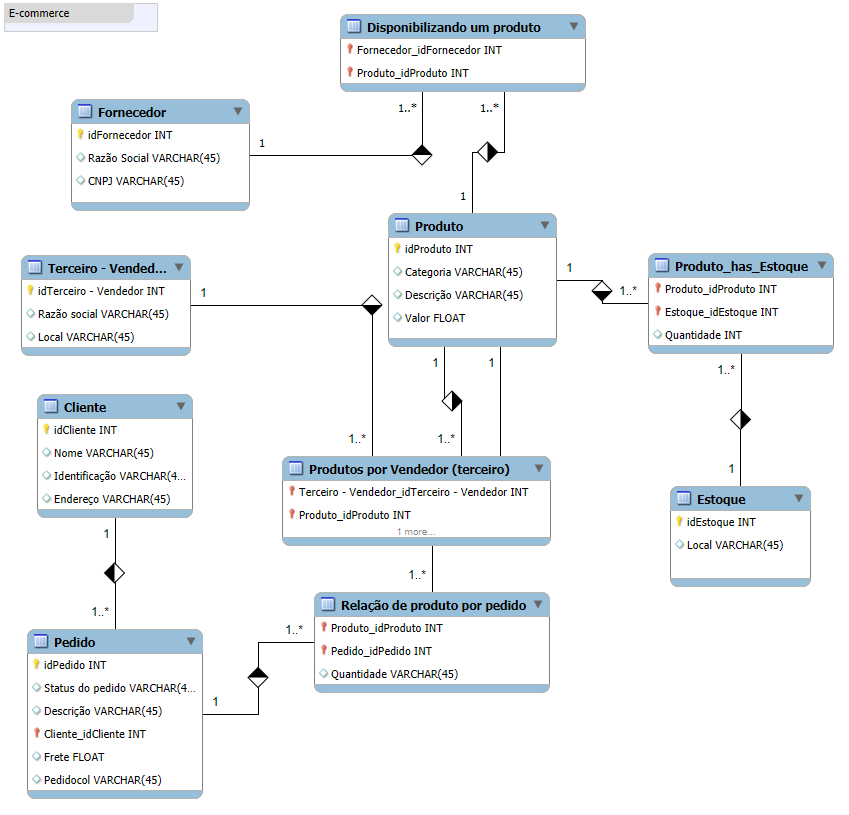 E-commerce
Disponibilizando um produto
Fornecedor_idFornecedor INT
Produto_idProduto INT
1..*
1..*
Fornecedor
idFornecedor INT
Razão Social VARCHAR(45)
CNPJ VARCHAR(45)
1
1
Produto
idProduto INT
Categoria VARCHAR(45)
Descrição VARCHAR(45)
Valor FLOAT
Terceiro - Vended...
idTerceiro - Vendedor INT
Razão social VARCHAR(45)
Local VARCHAR(45)
1
1
1..*
Produto_has_Estoque
Produto_idProduto INT
Estoque_idEstoque INT
Quantidade INT
1
1
1..*
Cliente
idCliente INT
Nome VARCHAR(45)
Identificação VARCHAR(4...
Endereço VARCHAR(45)
1..*
1..*
Produtos por Vendedor (terceiro)
Terceiro - Vendedor_idTerceiro - Vendedor INT
Produto_idProduto INT
1 more...
1
Estoque
idEstoque INT
Local VARCHAR(45)
1
1..*
1..*
Relação de produto por pedido
Produto_idProduto INT
Pedido_idPedido INT
Quantidade VARCHAR(45)
1..*
Pedido
idPedido INT
Status do pedido VARCHAR(4...
Descrição VARCHAR(45)
Cliente_idCliente INT
Frete FLOAT
Pedidocol VARCHAR(45)
1